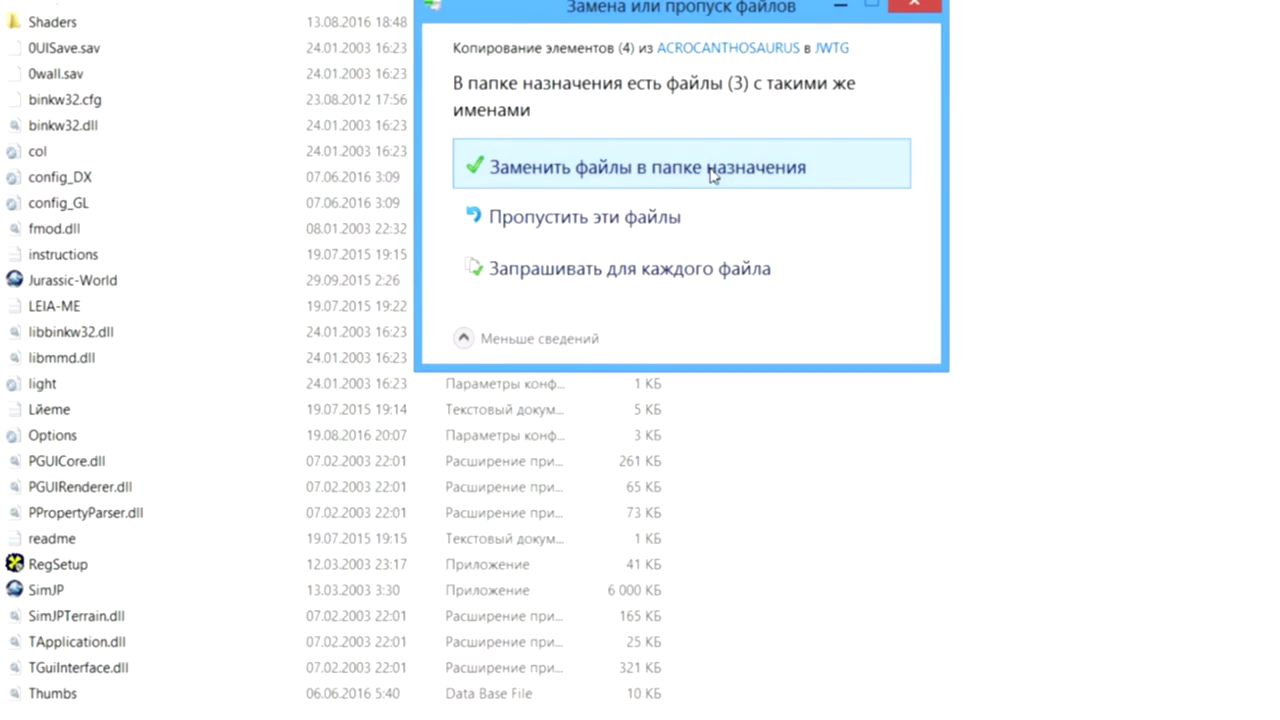 Замена или пропуск файлов
Копирование элементов (4) из ACROCANTHOSAURUS в JWTG
В папке назначения есть файлы (3) с такими же
именами
Заменить файлы в папке назначения
Пропустить эти файлы
Запрашивать для каждого файла
Меньше сведений
Shaders 13.08.2016 18:48
0UISave.sav 24.01.2003 16:23
0wall.sav 24.01.2003 16:23
binkw32.cfg 23.08.2012 17:56
binkw32.dll 24.01.2003 16:23
col 24.01.2003 16:23
config_DX 07.06.2016 3:09
config_GL 07.06.2016 3:09
fmod.dll 08.01.2003 22:32
instructions 19.07.2015 19:15
Jurassic-World 29.09.2015 2:26
LEIA-ME 19.07.2015 19:22
libbinkw32.dll 24.01.2003 16:23
libmmd.dll 24.01.2003 16:23
light 24.01.2003 16:23 Параметры конф... 1 КБ
Lйeme 19.07.2015 19:14 Текстовый докум... 5 КБ
Options 19.08.2016 20:07 Параметры конф... 3 КБ
PGUICore.dll 07.02.2003 22:01 Расширение при... 261 КБ
PGUIRenderer.dll 07.02.2003 22:01 Расширение при... 65 КБ
PPropertyParser.dll 07.02.2003 22:01 Расширение при... 73 КБ
readme 19.07.2015 19:15 Текстовый докум... 1 КБ
RegSetup 12.03.2003 23:17 Приложение 41 КБ
SimJP 13.03.2003 3:30 Приложение 6 000 КБ
SimJPTerrain.dll 07.02.2003 22:01 Расширение при... 165 КБ
TApplication.dll 07.02.2003 22:01 Расширение при... 25 КБ
TGuiInterface.dll 07.02.2003 22:01 Расширение при... 321 КБ
Thumbs 06.06.2016 5:40 Data Base File 10 КБ